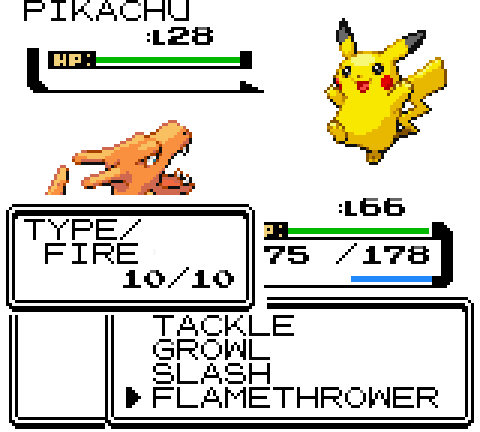 PIKACHU
:L28
HP:
:L66
P:
75 /178
TYPE/
FIRE
10/10
TACKLE
GROWL
SLASH
FLAMETHROWER